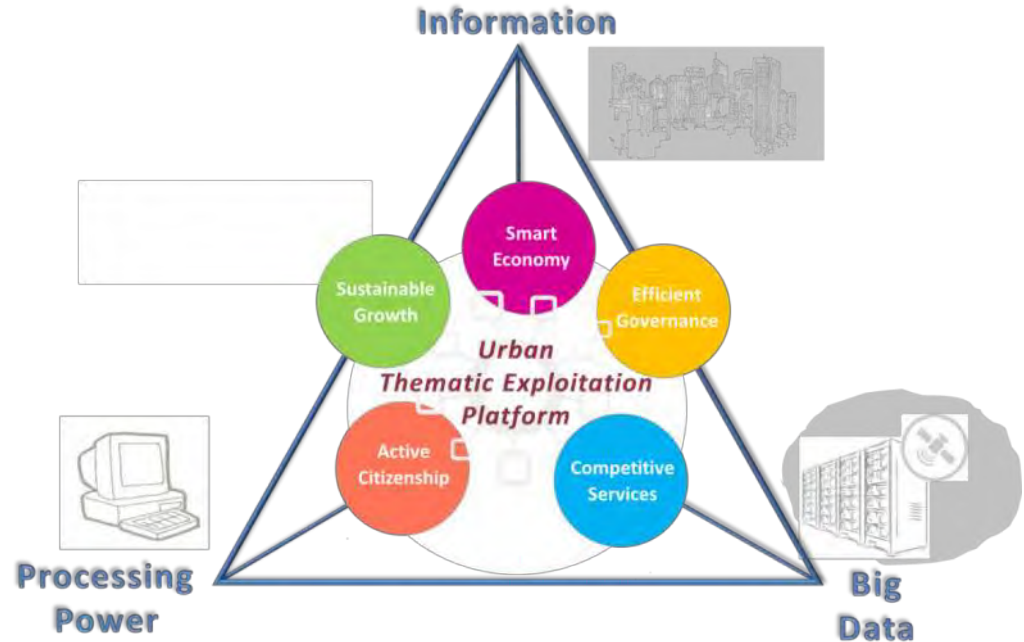 Information
Smart
Economy
Sustainable
Growth
Efficient
Governance
Urban
Thematic Exploitation
Platform
Active
Citizenship
Competitive
Services
Processing
Power
Big
Data